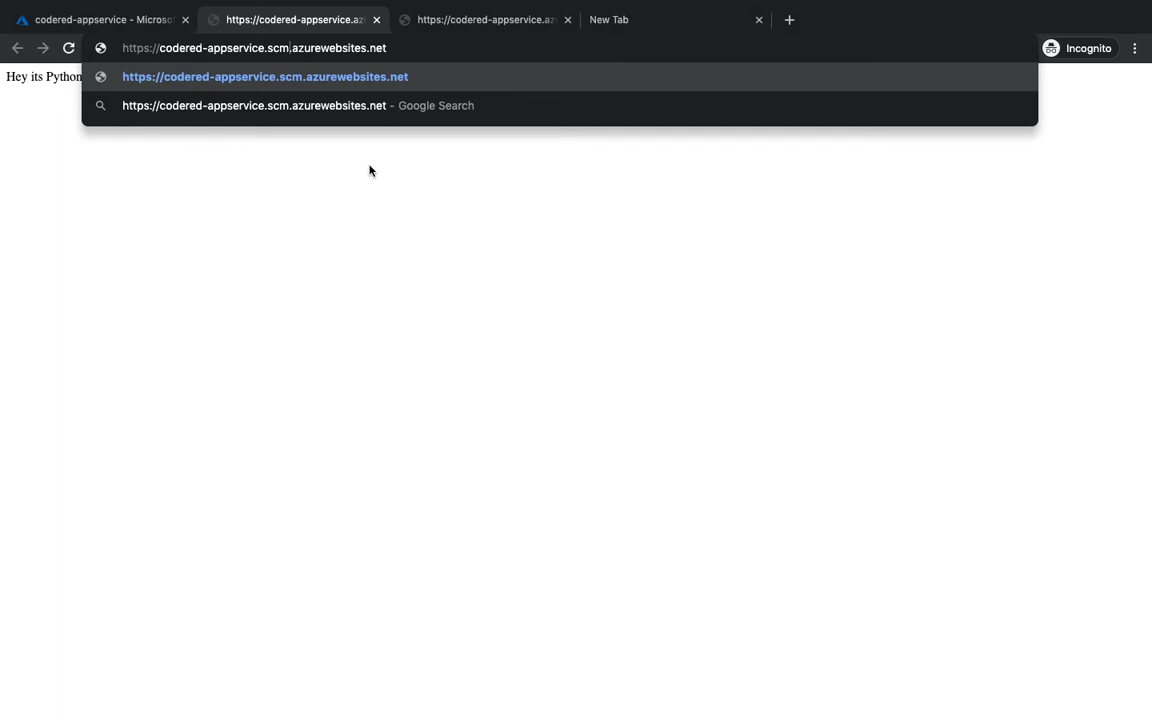 codered-appservice - Microso
https://codered-appservice.az
https://codered-appservice.az
New Tab
https://codered-appservice.scm.azurewebsites.net
Incognito
Hey its Python
https://codered-appservice.scm.azurewebsites.net
https://codered-appservice.scm.azurewebsites.net - Google Search